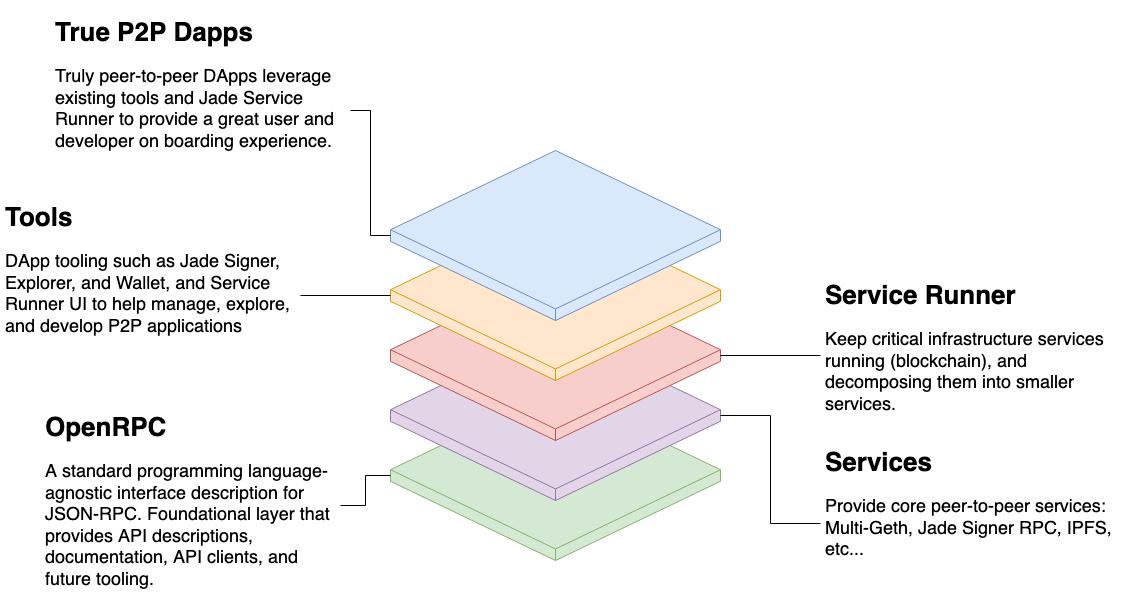 True P2P Dapps
Truly peer-to-peer DApps leverage
existing tools and Jade Service
Runner to provide a great user and
developer on boarding experience.
Tools
DApp tooling such as Jade Signer,
Explorer, and Wallet, and Service
Runner UI to help manage, explore,
and develop P2P applications
Service Runner
Keep critical infrastructure services
running (blockchain), and
decomposing them into smaller
services.
OpenRPC
A standard programming language-
agnostic interface description for
JSON-RPC. Foundational layer that
provides API descriptions,
documentation, API clients, and
future tooling.
Services
Provide core peer-to-peer services:
Multi-Geth, Jade Signer RPC, IPFS,
etc...